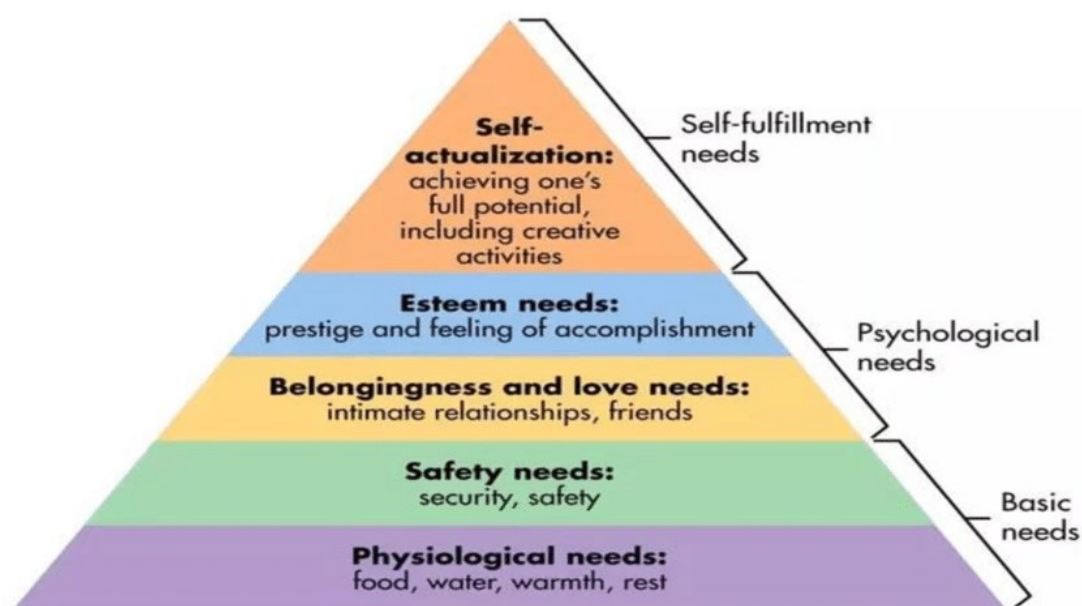 Self-
actualization:
achieving one's
full potential,
including creative
activities
Self-fulfillment
needs
Esteem needs:
prestige and feeling of accomplishment
Psychological
needs
Belongingness and love needs:
intimate relationships, friends
Safety needs:
security, safety
Basic
needs
Physiological needs:
food, water, warmth, rest